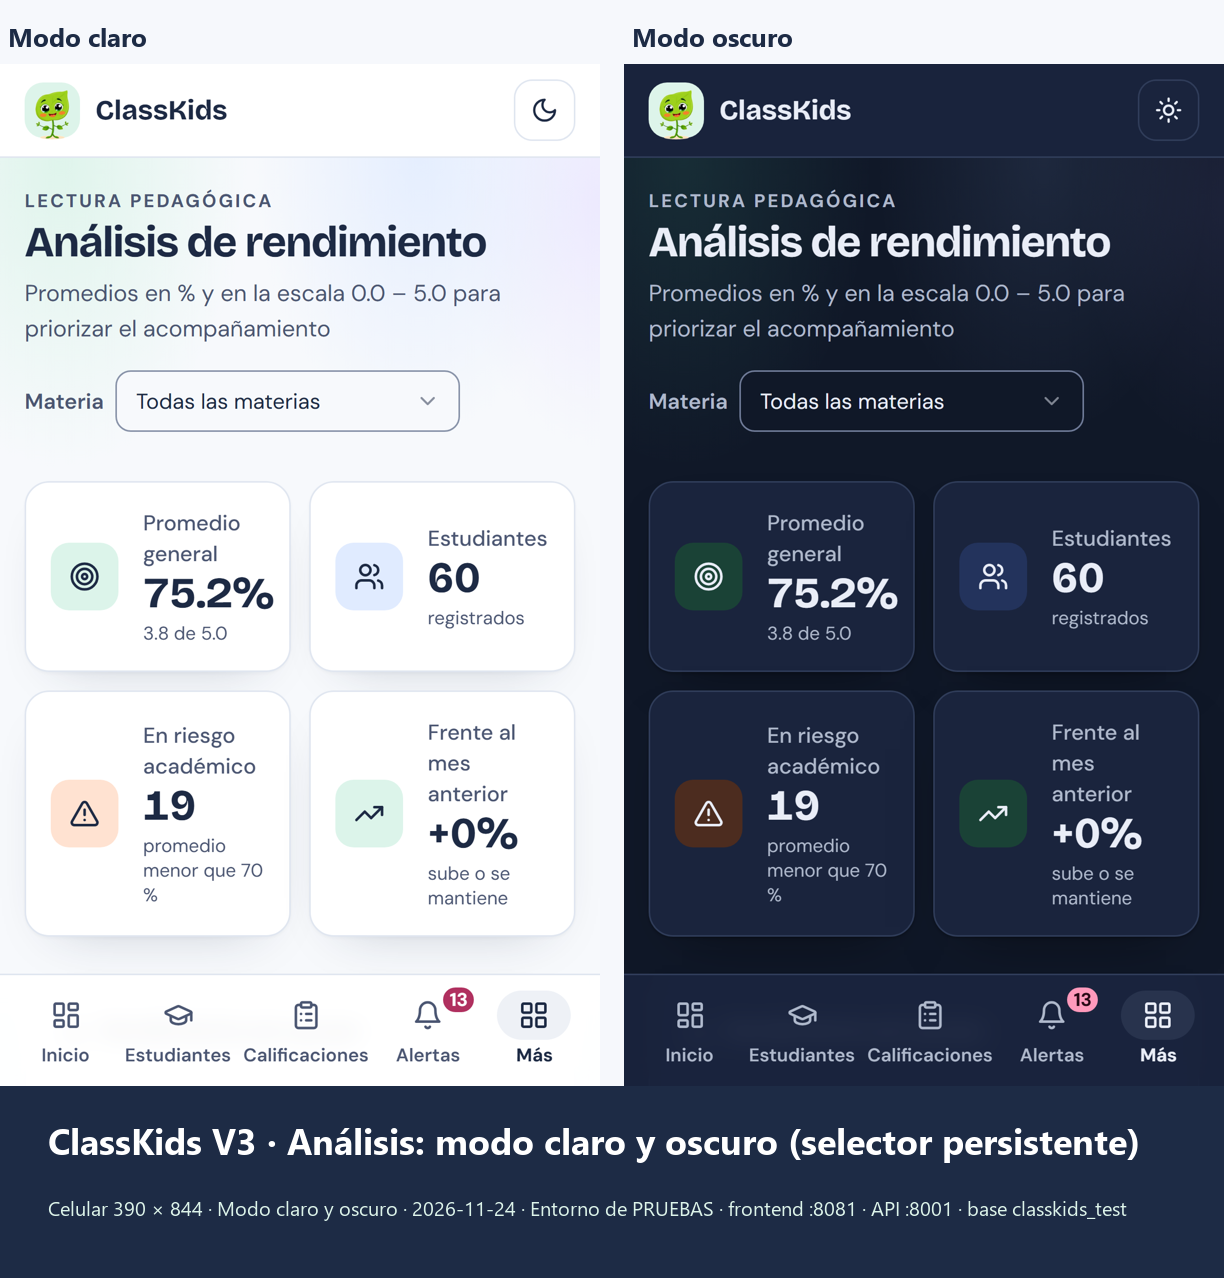 Modo claro
ClassKids
LECTURA PEDAGÓGICA
Análisis de rendimiento
Promedios en % y en la escala 0.0 – 5.0 para
priorizar el acompañamiento
Materia
Todas las materias
Promedio
general
75.2%
3.8 de 5.0
Estudiantes
60
registrados
En riesgo
académico
19
promedio
menor que 70
%
Frente al
mes
anterior
+0%
sube o se
mantiene
13
Inicio
Estudiantes
Calificaciones
Alertas
Más
Modo oscuro
ClassKids
LECTURA PEDAGÓGICA
Análisis de rendimiento
Promedios en % y en la escala 0.0 – 5.0 para
priorizar el acompañamiento
Materia
Todas las materias
Promedio
general
75.2%
3.8 de 5.0
Estudiantes
60
registrados
En riesgo
académico
19
promedio
menor que 70
%
Frente al
mes
anterior
+0%
sube o se
mantiene
13
Inicio
Estudiantes
Calificaciones
Alertas
Más
ClassKids V3 · Análisis: modo claro y oscuro (selector persistente)
Celular 390 × 844 · Modo claro y oscuro · 2026-11-24 · Entorno de PRUEBAS · frontend :8081 · API :8001 · base classkids_test